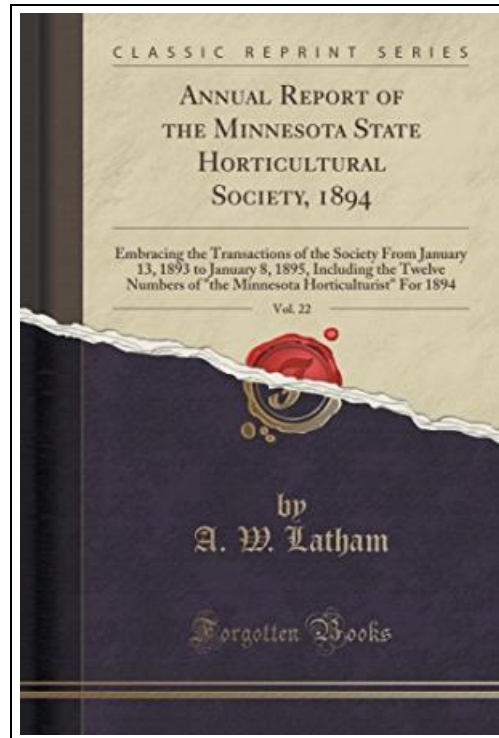 CLASSIC REPRINT SERIES
ANNUAL REPORT OF
THE MINNESOTA STATE
HORTICULTURAL
SOCIETY, 1894
Embracing the Transactions of the Society From January
13, 1893 to January 8, 1895, Including the Twelve
Numbers of "the Minnesota Horticulturist" For 1894
Vol. 22
by
A. W. Latham
Forgotten Books